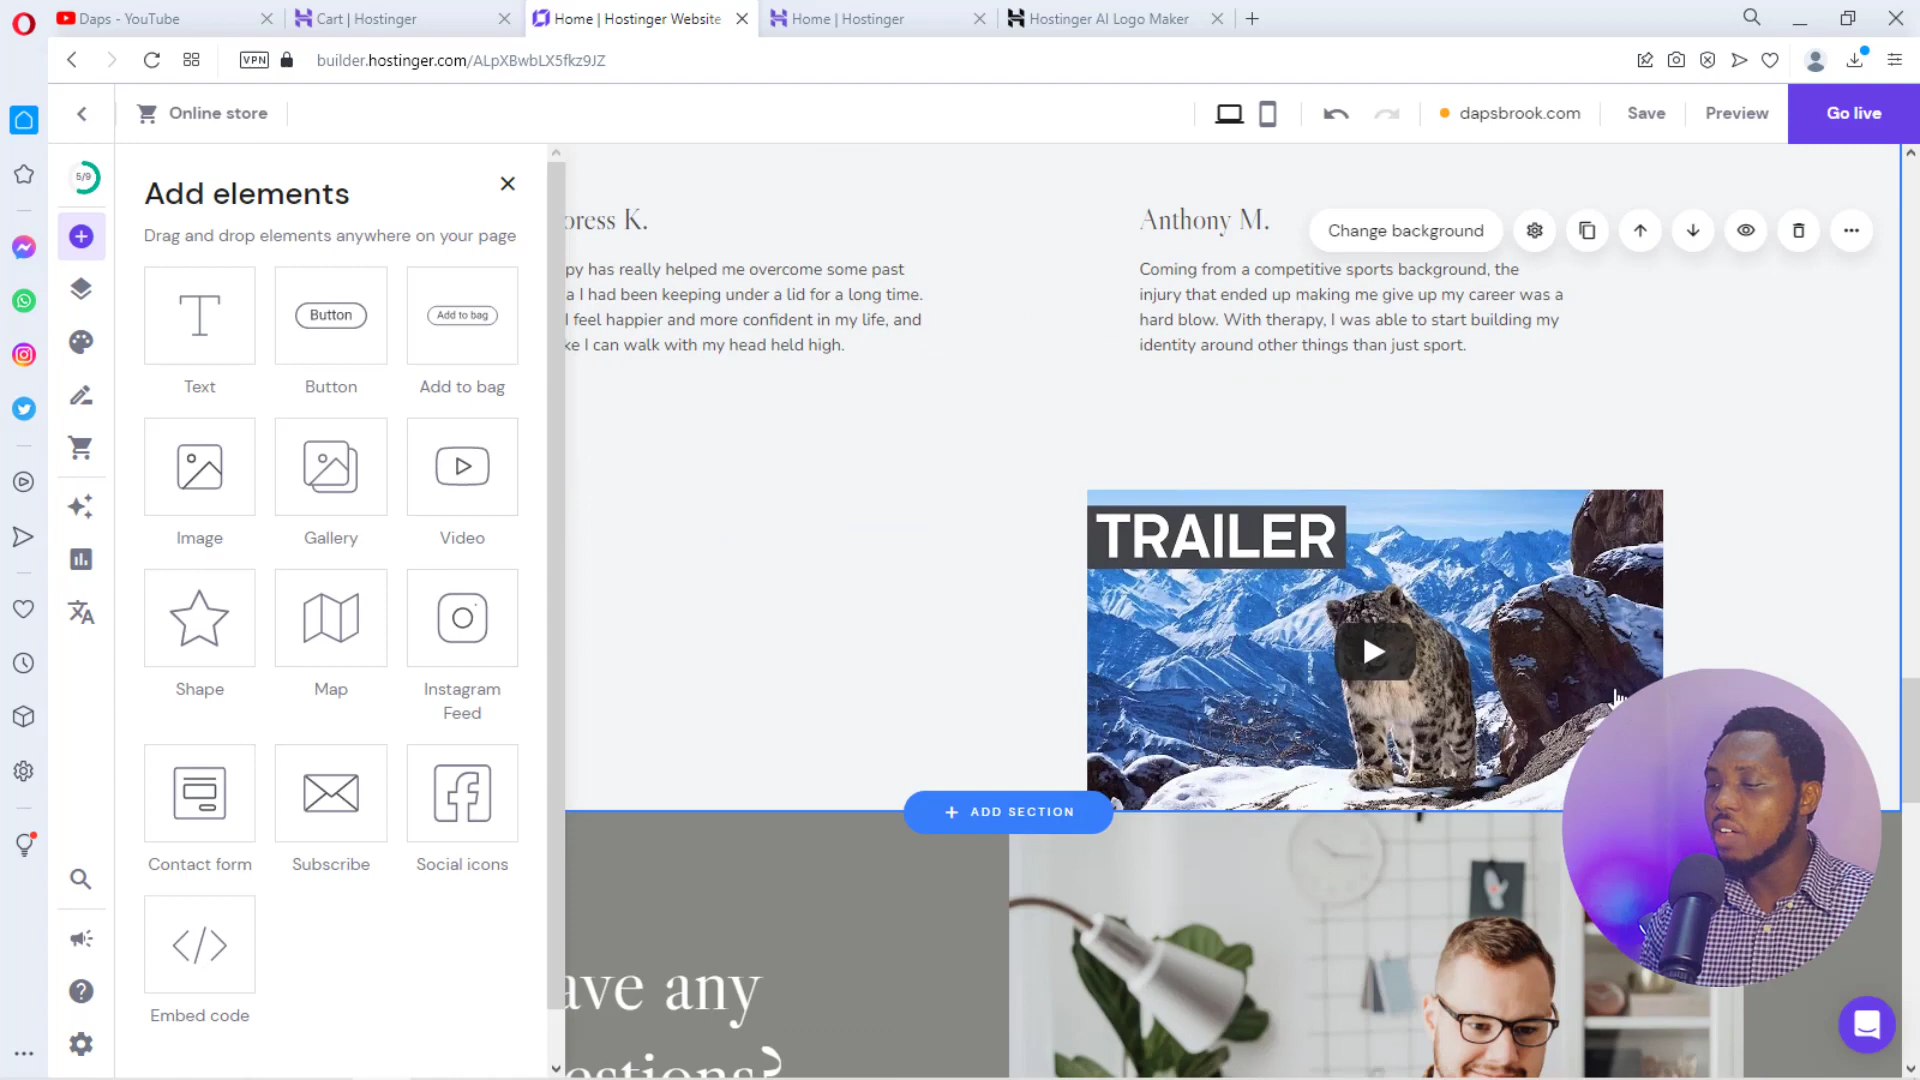 Daps - YouTube
Cart | Hostinger
Home | Hostinger Website
Home | Hostinger
Hostinger AI Logo Maker
VPN
builder.hostinger.com/ALpXBwbLX5fkz9JZ
Online store
dapsbrook.com
Save
Preview
Go live
5/9
Add elements
Drag and drop elements anywhere on your page
Text
Button
Button
Add to bag
Add to bag
Image
Gallery
Video
Shape
Map
Instagram
Feed
Contact form
Subscribe
Social icons
Embed code
oress K.
py has really helped me overcome some past
a I had been keeping under a lid for a long time.
I feel happier and more confident in my life, and
ke I can walk with my head held high.
Anthony M.
Change background
Coming from a competitive sports background, the
injury that ended up making me give up my career was a
hard blow. With therapy, I was able to start building my
identity around other things than just sport.
TRAILER
ADD SECTION
ave any
estions?